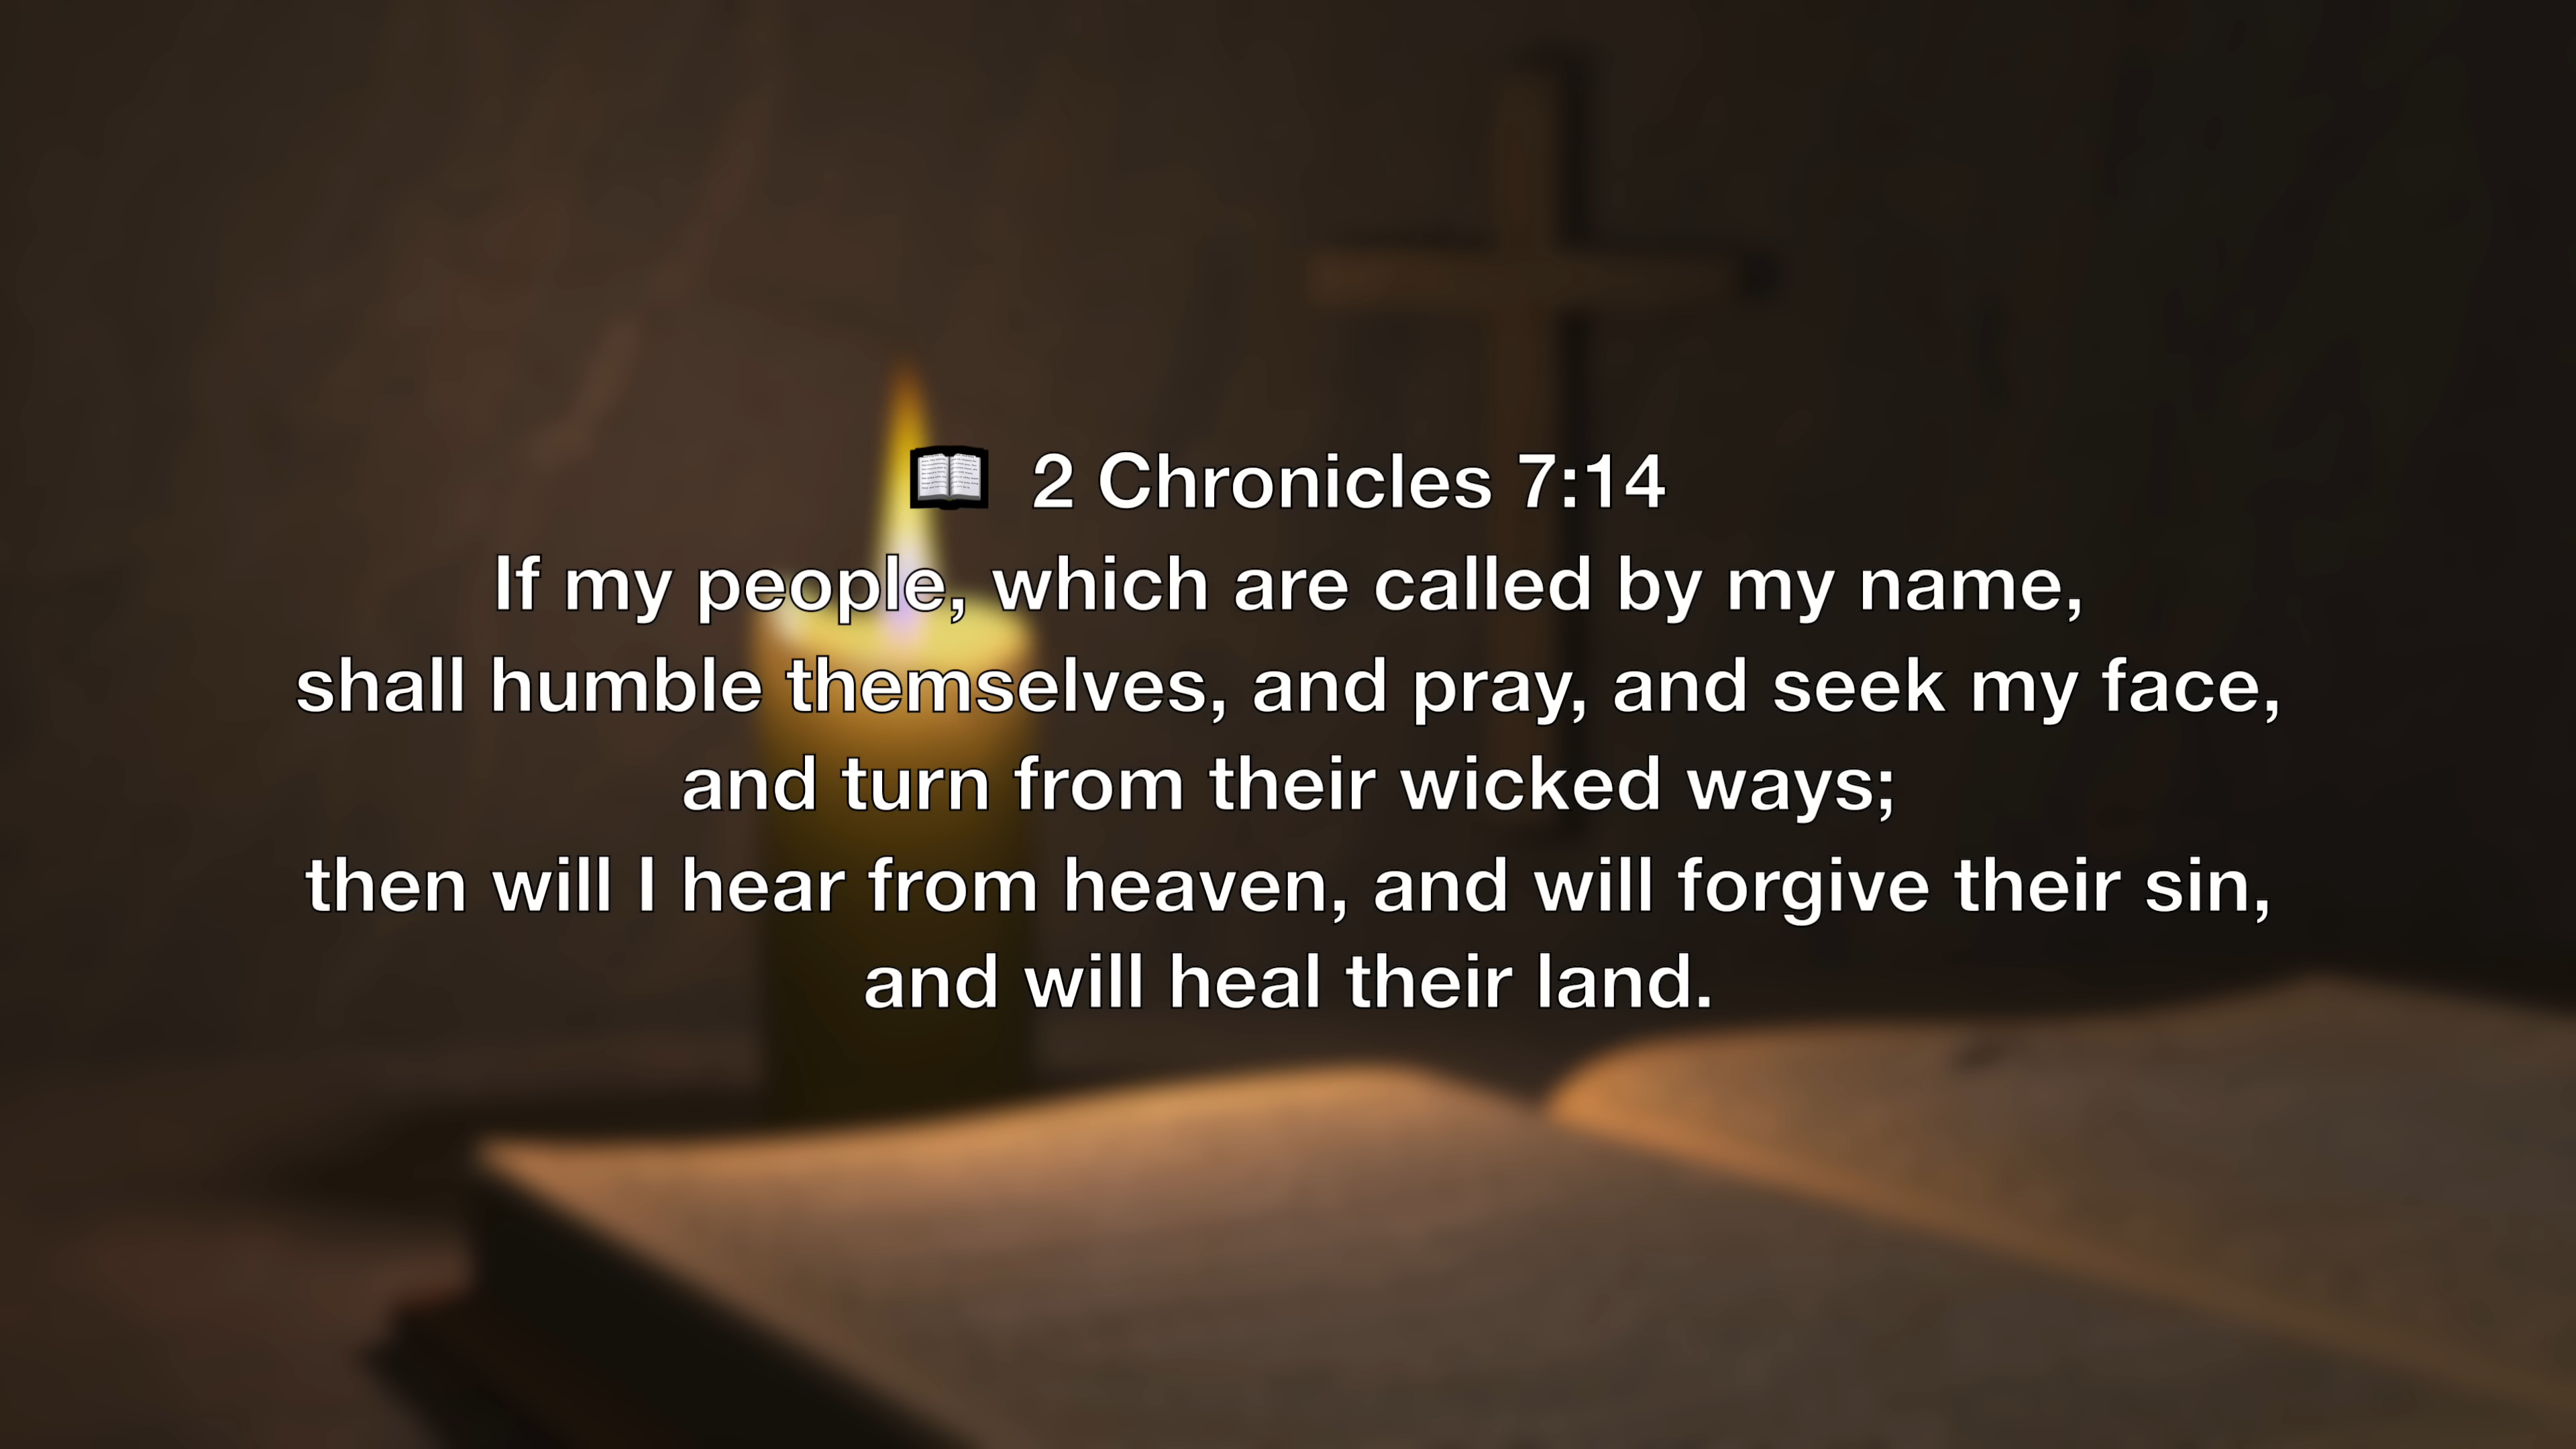 📖 2 Chronicles 7:14
If my people, which are called by my name,
shall humble themselves, and pray, and seek my face,
and turn from their wicked ways;
then will I hear from heaven, and will forgive their sin,
and will heal their land.